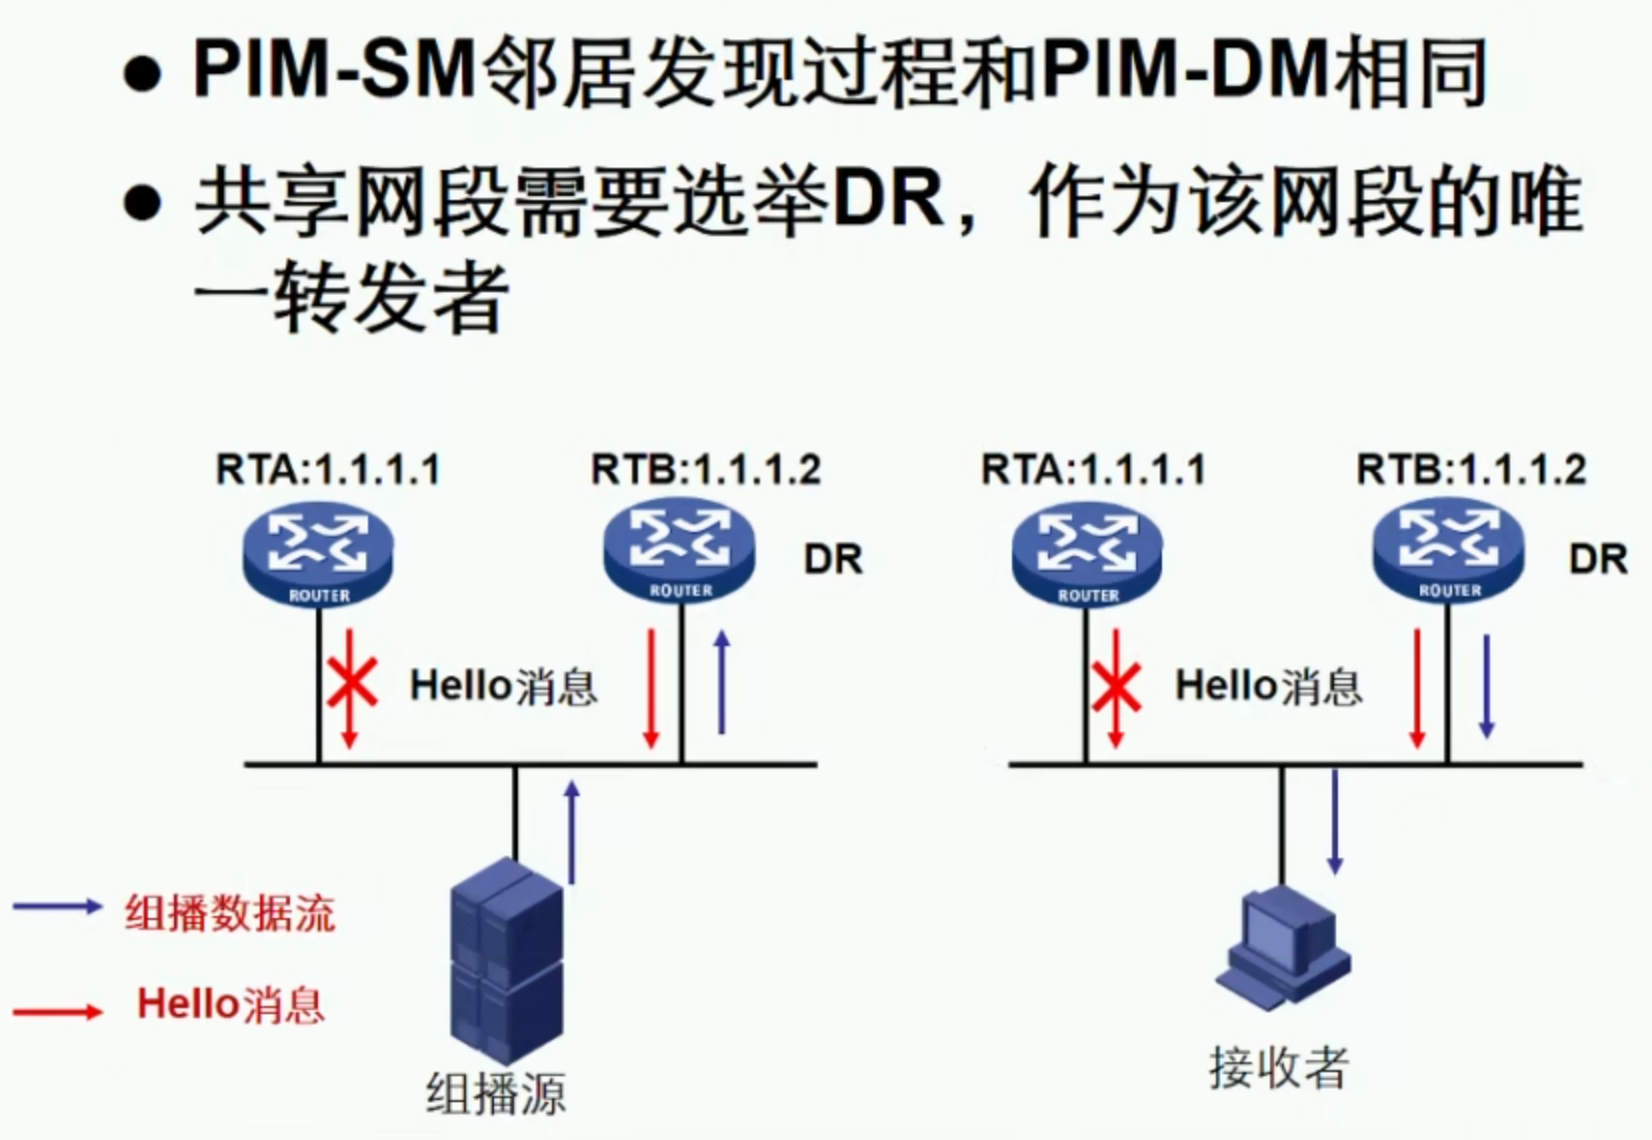 ● PIM-SM邻居发现过程和PIM-DM相同
● 共享网段需要选举DR，作为该网段的唯
一转发者
RTA:1.1.1.1
RTB:1.1.1.2
RTA:1.1.1.1
RTB:1.1.1.2
ROUTER
ROUTER
DR
ROUTER
ROUTER
DR
Hello消息
Hello消息
组播数据流
Hello消息
组播源
接收者